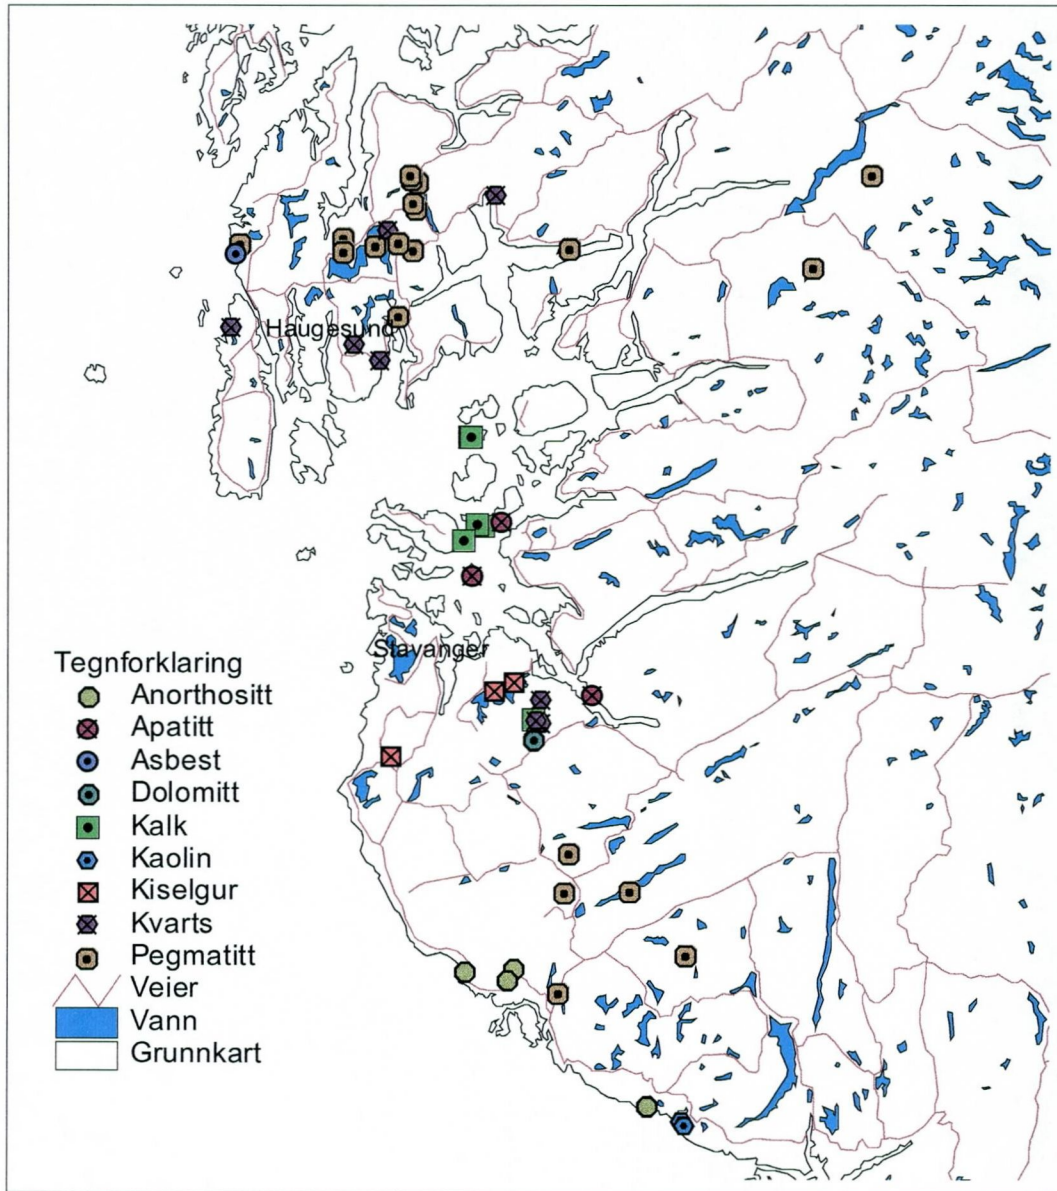 Haugesund
Stavanger
Tegnforklaring
Anorthositt
Apatitt
Asbest
Dolomitt
Kalk
Kaolin
Kiselgur
Kvarts
Pegmatitt
Veier
Vann
Grunnkart